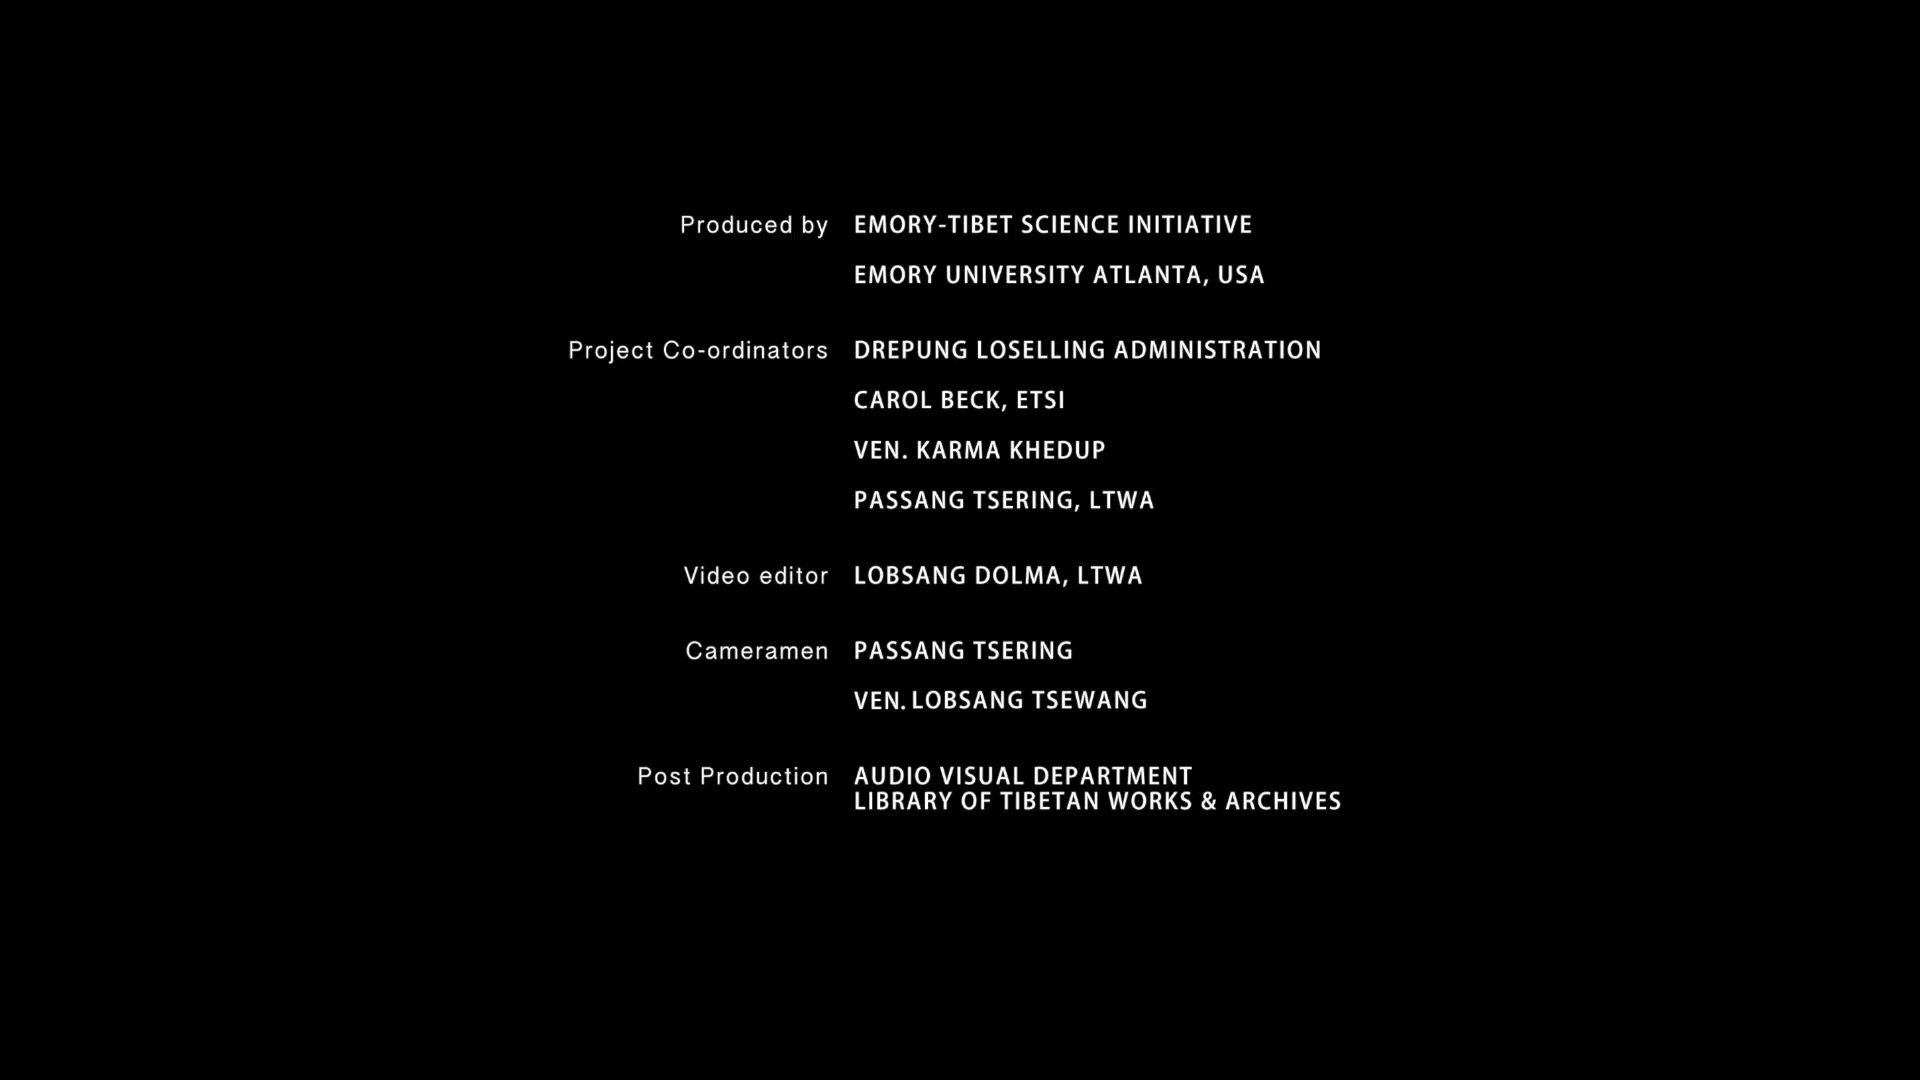 Produced by EMORY-TIBET SCIENCE INITIATIVE
EMORY UNIVERSITY ATLANTA, USA
Project Co-ordinators DREPUNG LOSELLING ADMINISTRATION
CAROL BECK, ETSI
VEN. KARMA KHEDUP
PASSANG TSERING, LTWA
Video editor LOBSANG DOLMA, LTWA
Cameramen PASSANG TSERING
VEN. LOBSANG TSEWANG
Post Production AUDIO VISUAL DEPARTMENT
LIBRARY OF TIBETAN WORKS & ARCHIVES